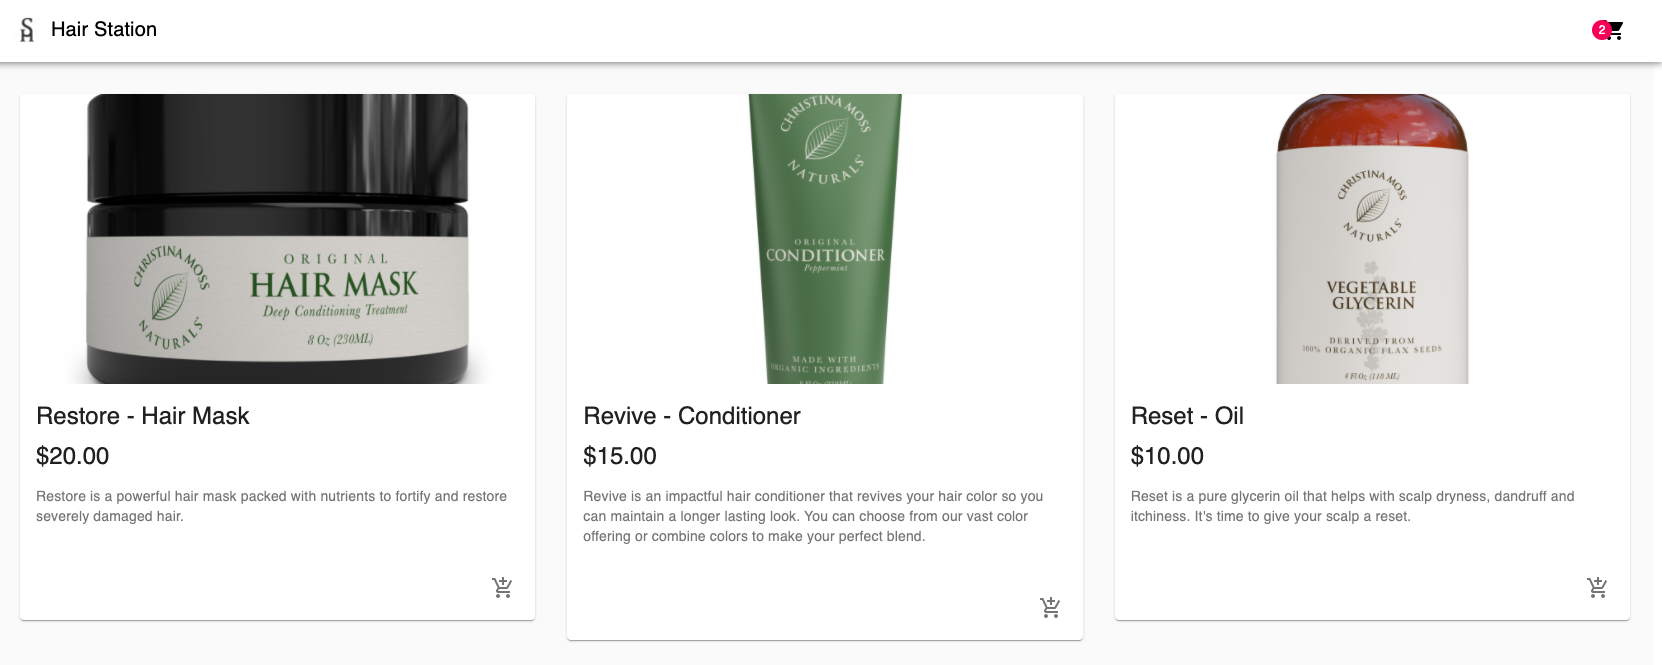 SH
Hair Station
2
CHRISTINA MOSS
NATURALS
ORIGINAL
HAIR MASK
Deep Conditioning Treatment
8 Oz (230ML)
Restore - Hair Mask
$20.00
Restore is a powerful hair mask packed with nutrients to fortify and restore
severely damaged hair.
CHRISTINA MOSS
NATURALS
ORIGINAL
CONDITIONER
Peppermint
MADE WITH
ORGANIC INGREDIENTS
Revive - Conditioner
$15.00
Revive is an impactful hair conditioner that revives your hair color so you
can maintain a longer lasting look. You can choose from our vast color
offering or combine colors to make your perfect blend.
CHRISTINA MOSS
NATURALS
VEGETABLE
GLYCERIN
DERIVED FROM
100% ORGANIC FLAX SEEDS
4 Fl Oz (118 ML)
Reset - Oil
$10.00
Reset is a pure glycerin oil that helps with scalp dryness, dandruff and
itchiness. It's time to give your scalp a reset.